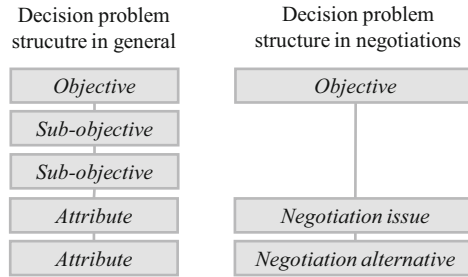 Decision problem
strucutre in general
Objective
Sub-objective
Sub-objective
Attribute
Attribute
Decision problem
structure in negotiations
Objective
Negotiation issue
Negotiation alternative